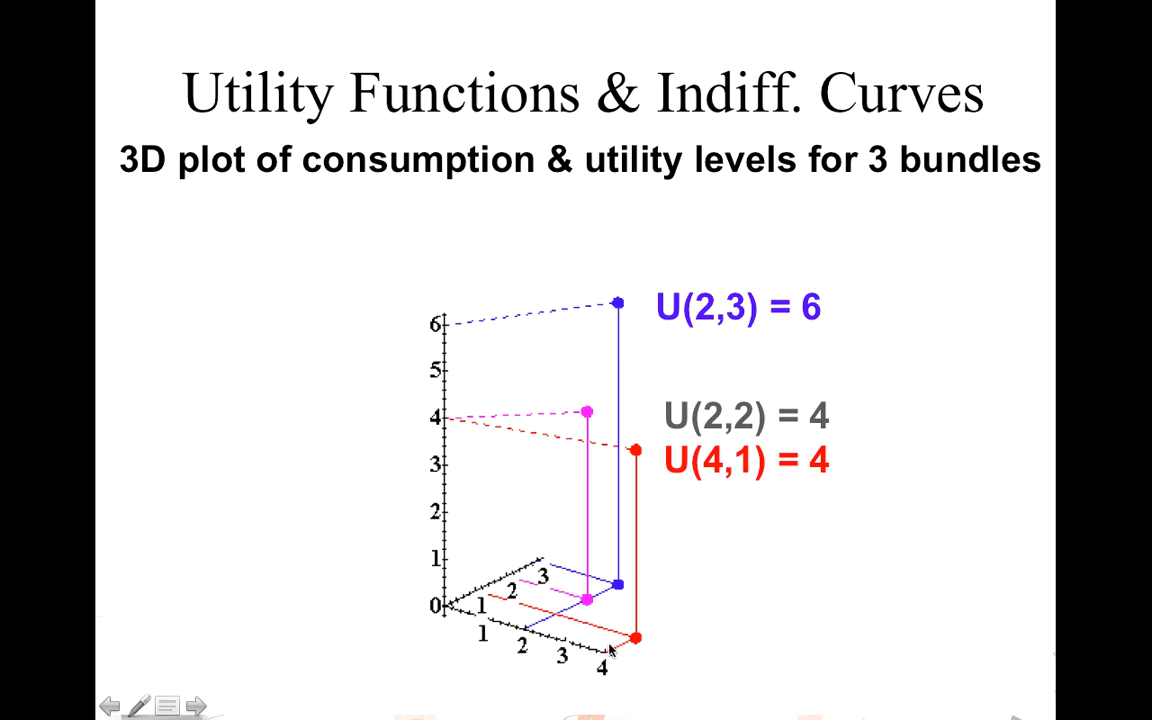 Utility Functions & Indiff. Curves
3D plot of consumption & utility levels for 3 bundles
U(2,3) = 6
6
5
U(2,2) = 4
4
U(4,1) = 4
3
2
1
3
2
0
1
1
2
3
4